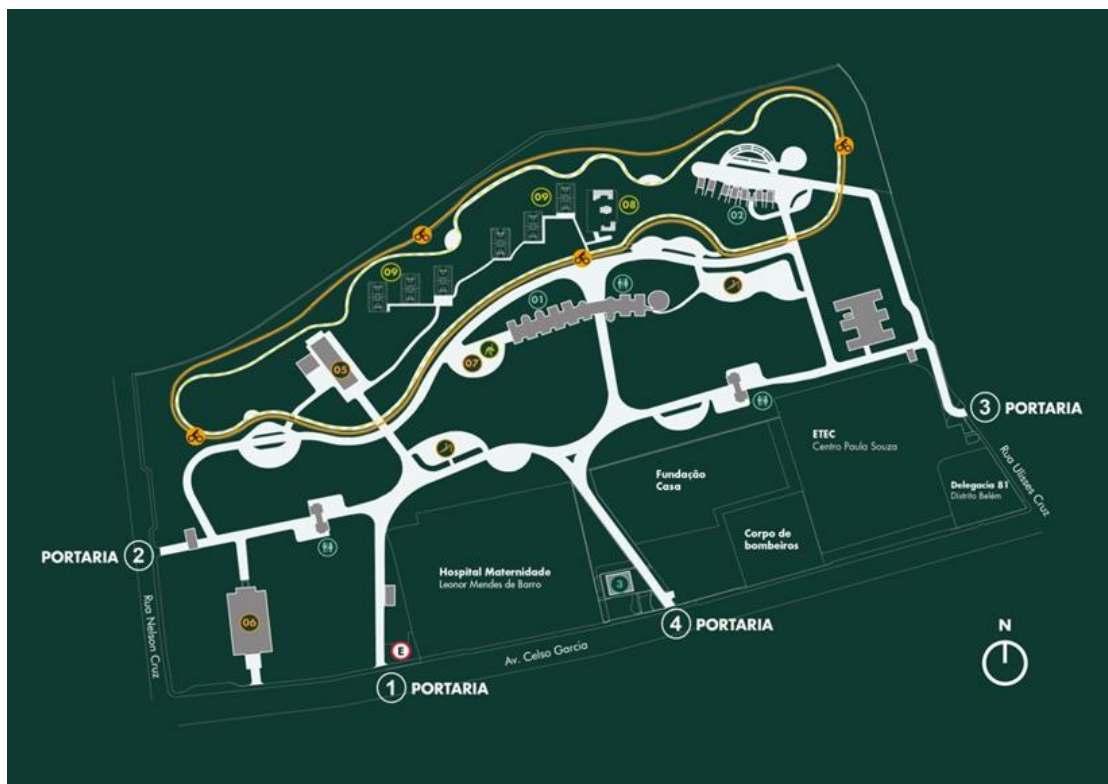 09
08
02
09
01
07
05
3 PORTARIA
ETEC
Centro Paula Souza
Rua Ulisses Cruz
Fundação
Casa
Delegacia 81
Distrito Belém
Corpo de
bombeiros
PORTARIA 2
Hospital Maternidade
Leonor Mendes de Barro
3
Rua Nelson Cruz
06
4 PORTARIA
N
E
Av. Celso Garcia
1 PORTARIA